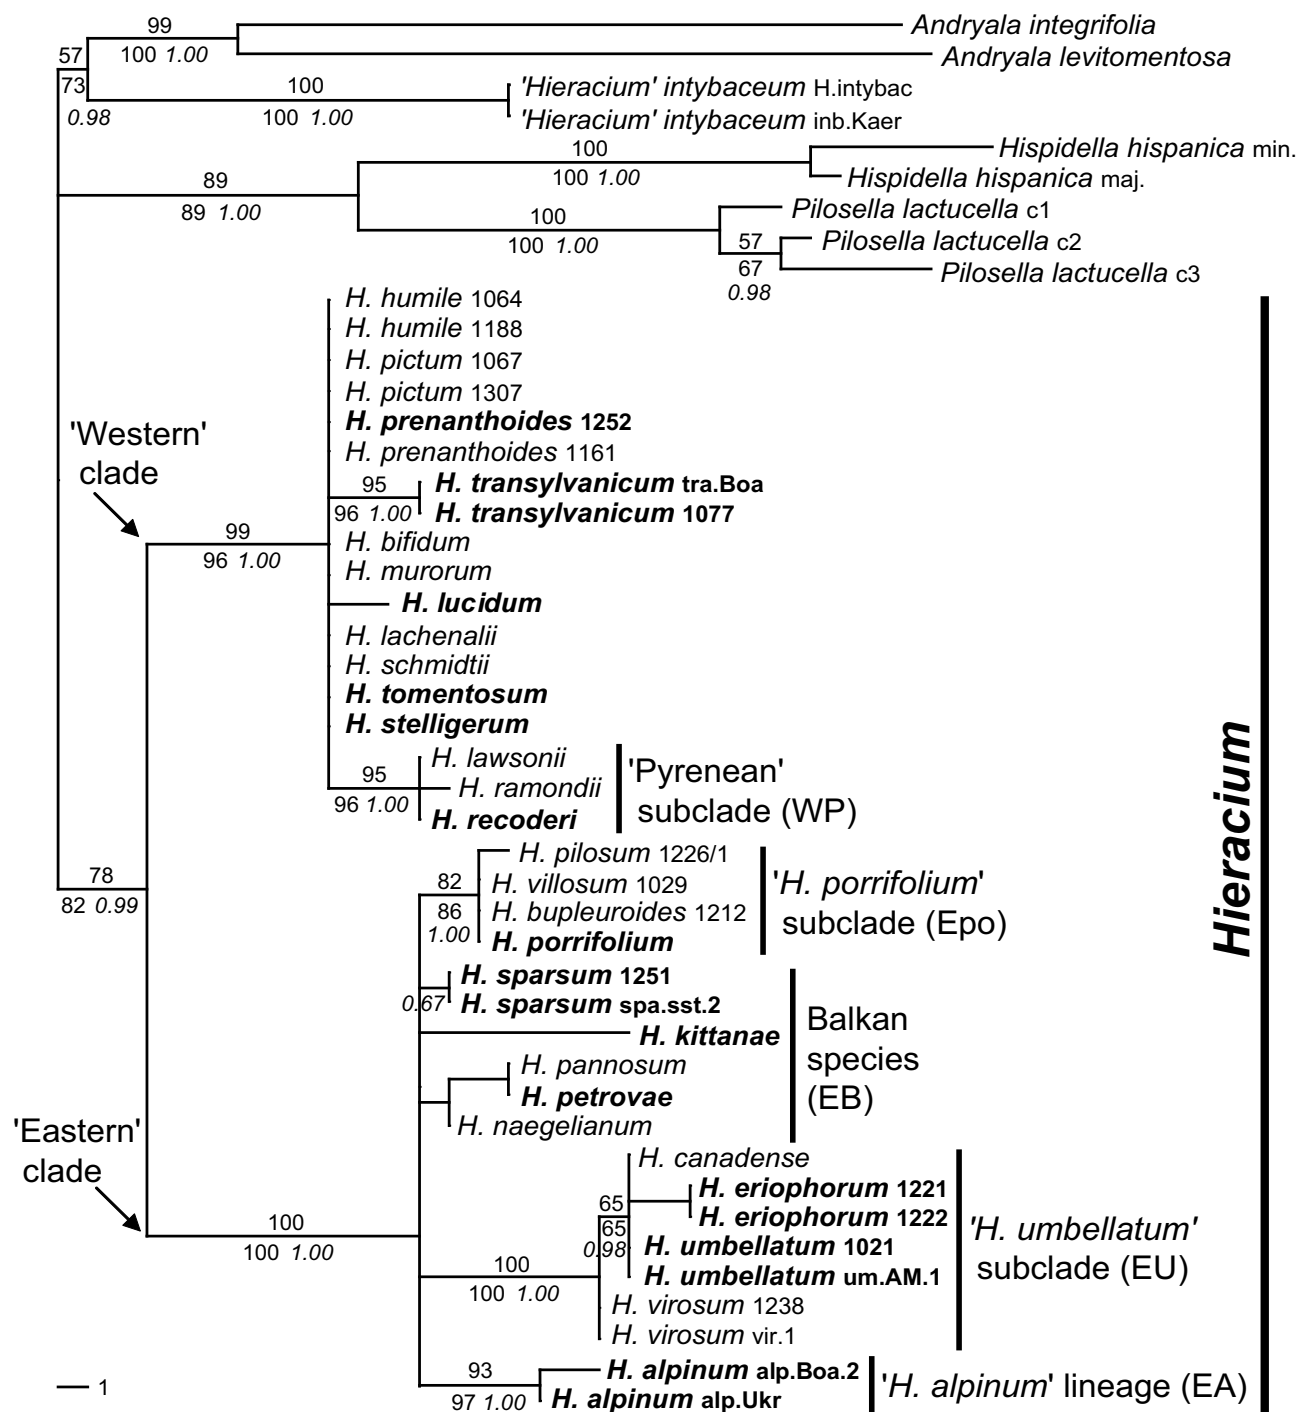 99
Andryala integrifolia
100 1.00
57
Andryala levitomentosa
73
100
'Hieracium' intybaceum H.intybac
0.98
100 1.00
'Hieracium' intybaceum inb.Kaer
100
Hispidella hispanica min.
100 1.00
Hispidella hispanica maj.
89
89 1.00
100
Pilosella lactucella c1
100 1.00
57
Pilosella lactucella c2
67
Pilosella lactucella c3
0.98
H. humile 1064
H. humile 1188
H. pictum 1067
H. pictum 1307
H. prenanthoides 1252
'Western'
clade
H. prenanthoides 1161
95
H. transylvanicum tra.Boa
96 1.00
H. transylvanicum 1077
99
96 1.00
H. bifidum
H. murorum
H. lucidum
H. lachenalii
H. schmidtii
H. tomentosum
H. stelligerum
H. lawsonii
95
H. ramondii
96 1.00
H. recoderi
'Pyrenean'
subclade (WP)
Hieracium
H. pilosum 1226/1
78
82 0.99
82
H. villosum 1029
86
H. bupleuroides 1212
1.00
H. porrifolium
'H. porrifolium'
subclade (Epo)
H. sparsum 1251
0.67
H. sparsum spa.sst.2
H. kittanae
H. pannosum
H. petrovae
H. naegelianum
Balkan
species
(EB)
'Eastern'
clade
H. canadense
H. eriophorum 1221
65
H. eriophorum 1222
65
0.98
H. umbellatum 1021
100
100 1.00
100
H. umbellatum um.AM.1
100 1.00
H. virosum 1238
H. virosum vir.1
'H. umbellatum'
subclade (EU)
93
H. alpinum alp.Boa.2
97 1.00
H. alpinum alp.Ukr
'H. alpinum' lineage (EA)
1